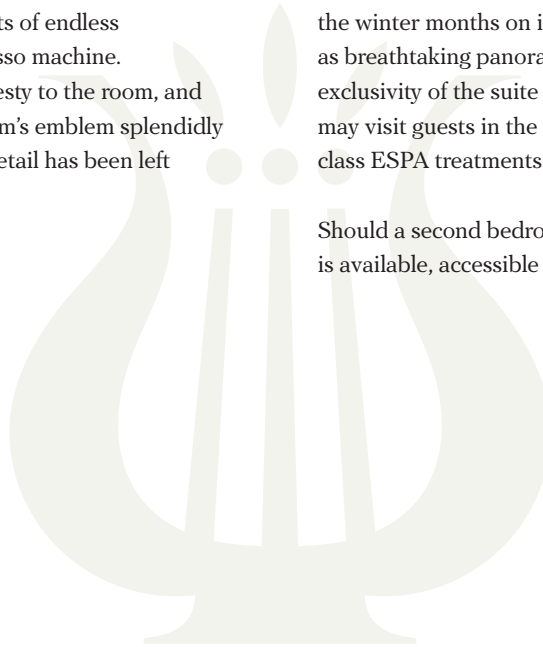 ts of endless
sso machine.
esty to the room, and
m’s emblem splendidly
etail has been left
the winter months on i
as breathtaking panora
exclusivity of the suite
may visit guests in the
class ESPA treatments
Should a second bedro
is available, accessible